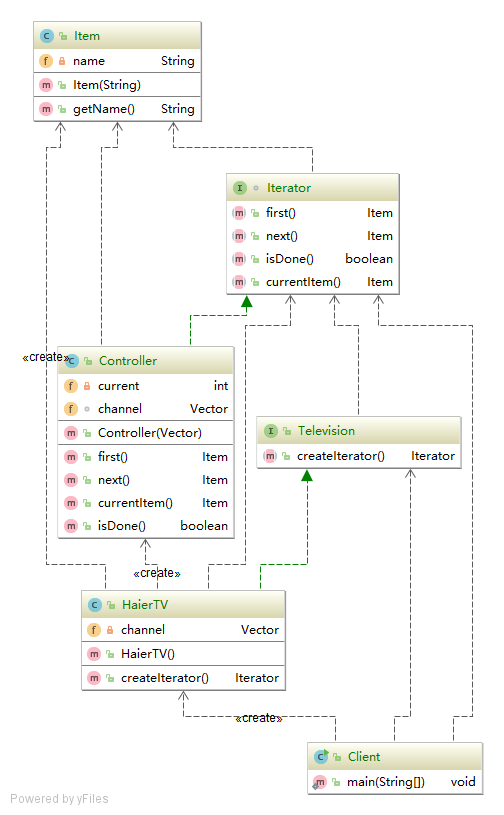 C Item
f name String
m Item(String)
m getName() String
I Iterator
m first() Item
m next() Item
m isDone() boolean
m currentItem() Item
«create»
C Controller
f current int
f channel Vector
m Controller(Vector)
m first() Item
m next() Item
m currentItem() Item
m isDone() boolean
I Television
m createIterator() Iterator
«create»
C HaierTV
f channel Vector
m HaierTV()
m createIterator() Iterator
«create»
C Client
m main(String[]) void
Powered by yFiles